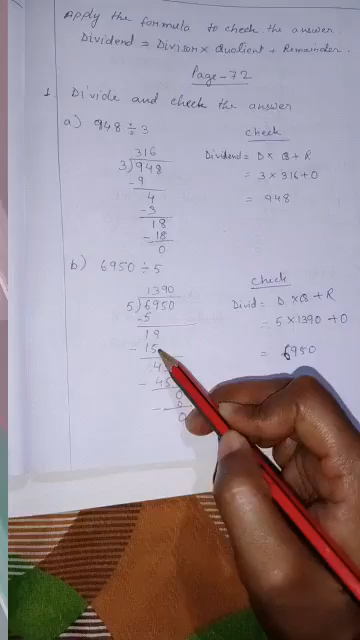 Apply the formula to check the answer.
Dividend = Divisor × Quotient + Remainder.
Page-72
1 Divide and check the answer
a) 948 ÷ 3
check
316
3)948
Dividend = D × Q + R
-9
= 3 × 316 + 0
4
-3
= 948
18
-18
0
b) 6950 ÷ 5
check
1390
5)6950
Divid = D × Q + R
-5
= 5 × 1390 + 0
19
-15
= 6950
- 45
0
0